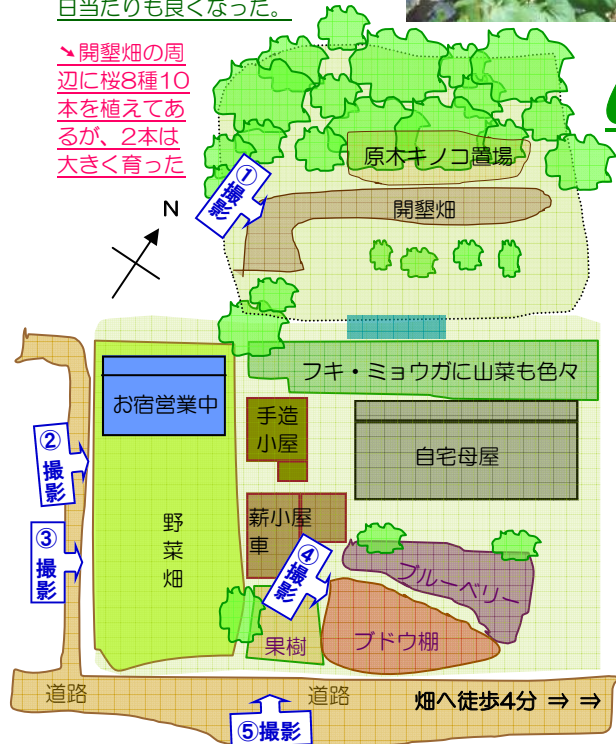 日当たりも良くなった。
➘開墾畑の周
辺に桜8種10
本を植えてあ
るが、2本は
大きく育った
原木キノコ置場
①
撮影
開墾畑
N
フキ・ミョウガに山菜も色々
お宿営業中
手造
小屋
自宅母屋
②
撮影
野菜畑
薪小屋
車
③
撮影
④
撮影
ブルーベリー
果樹
ブドウ棚
道路
道路
畑へ徒歩4分 ⇒ ⇒
⑤撮影